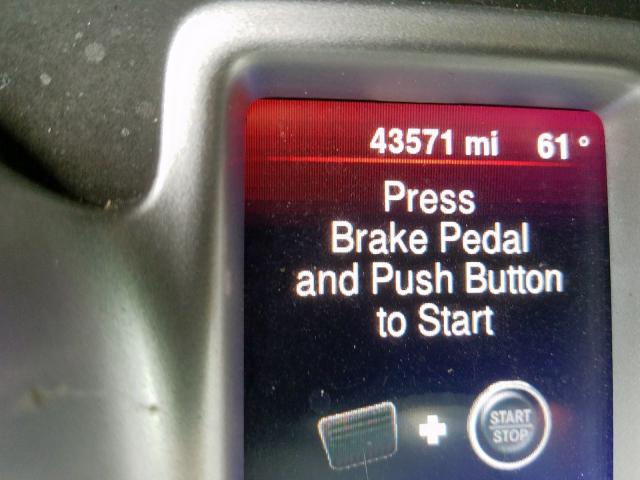 43571 mi 61°
Press
Brake Pedal
and Push Button
to Start
START
STOP